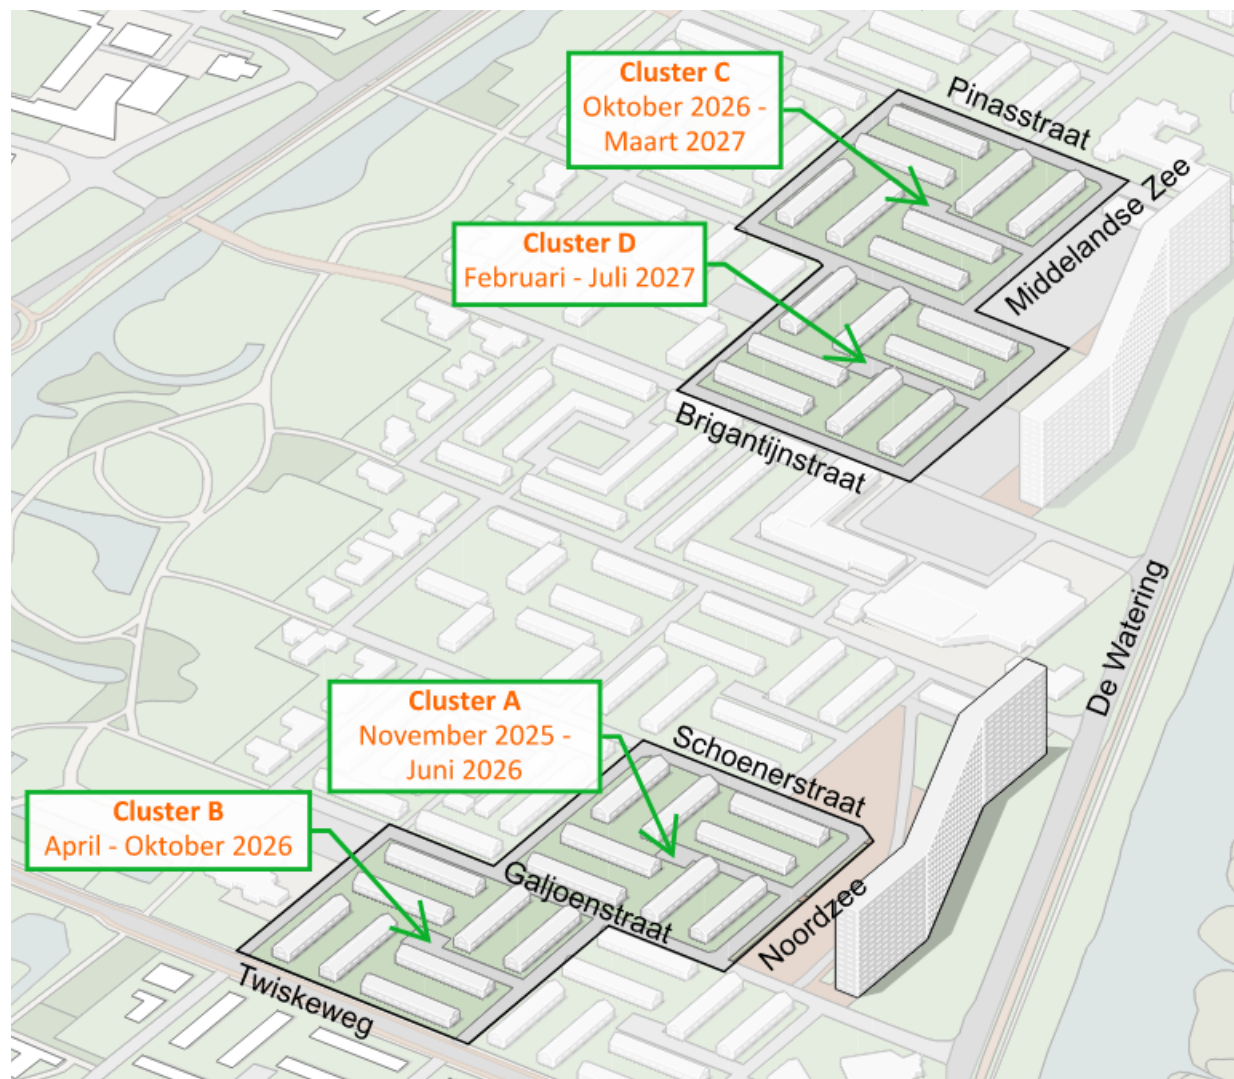 Cluster C
Oktober 2026 -
Maart 2027
Pinasstraat
Middelandse Zee
Cluster D
Februari - Juli 2027
Brigantijnstraat
De Watering
Cluster A
November 2025 -
Juni 2026
Schoenerstraat
Cluster B
April - Oktober 2026
Galjoenstraat
Noordzee
Twiskeweg